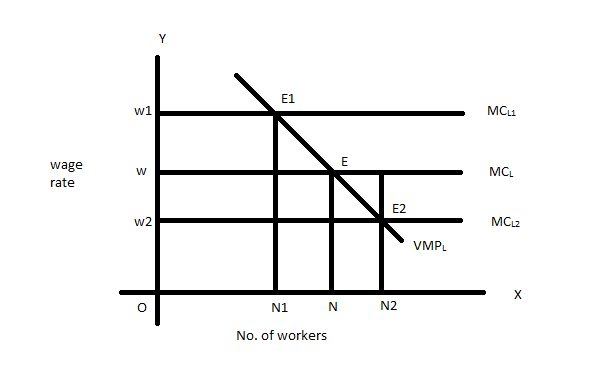 Y
E1
w1
MCL1
wage
rate
E
w
MCL
E2
w2
MCL2
VMPL
X
O
N1
N
N2
No. of workers